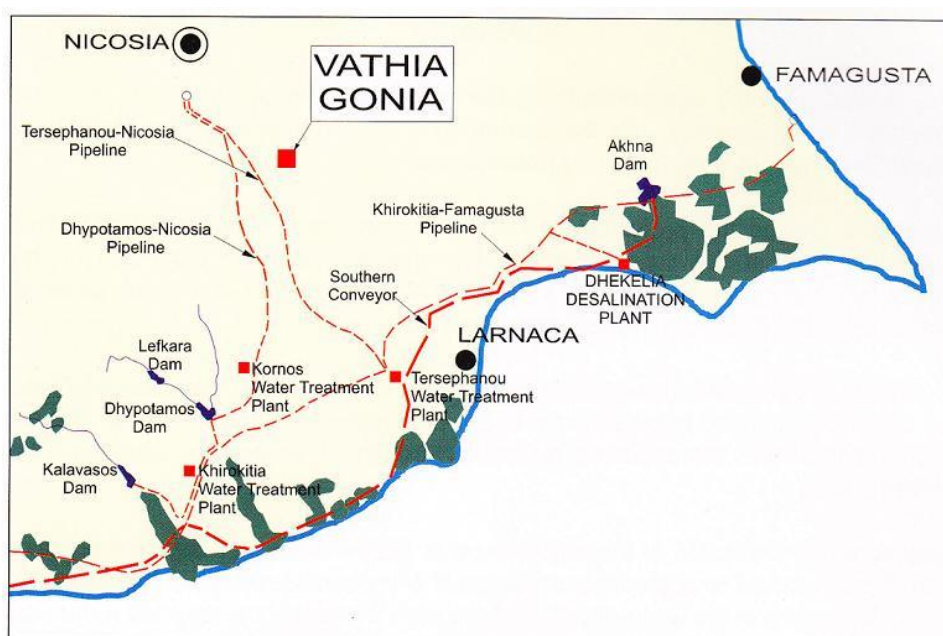 NICOSIA
VATHIA
GONIA
FAMAGUSTA
Tersephanou-Nicosia
Pipeline
Akhna
Dam
Khirokitia-Famagusta
Pipeline
Dhypotamos-Nicosia
Pipeline
Southern
Conveyor
DHEKELIA
DESALINATION
PLANT
LARNACA
Lefkara
Dam
Kornos
Water Treatment
Plant
Tersephanou
Water Treatment
Plant
Dhypotamos
Dam
Kalavasos
Dam
Khirokitia
Water Treatment
Plant